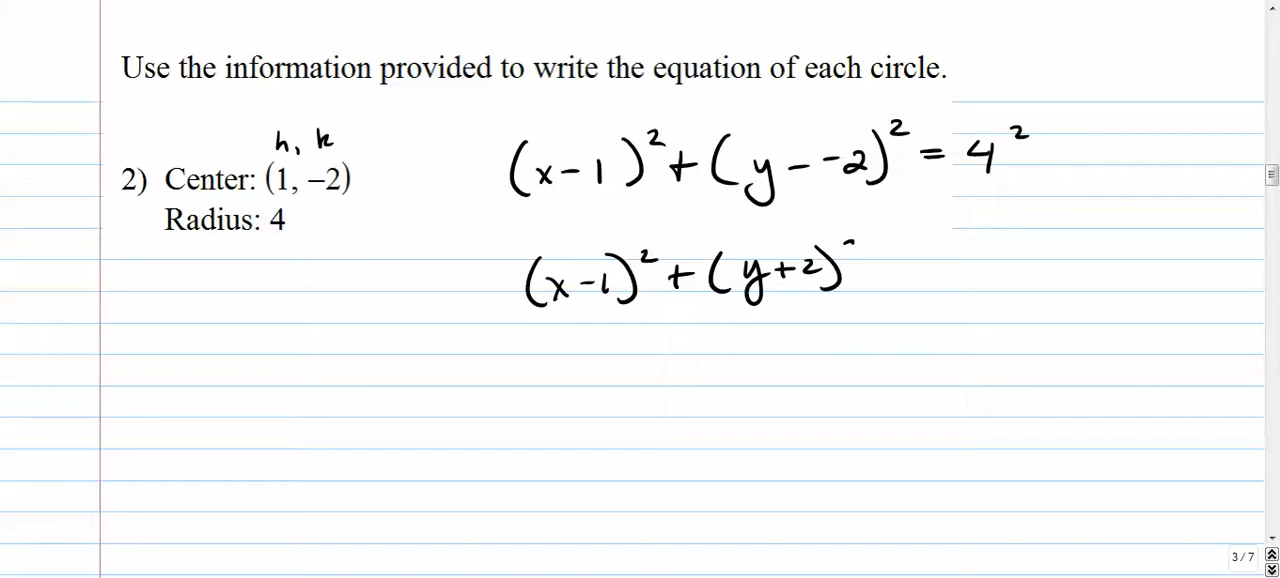 Use the information provided to write the equation of each circle.
h, k
2) Center: (1, −2)
Radius: 4
(x-1)² + (y--2)² = 4²
(x-1)² + (y+2)
3/7